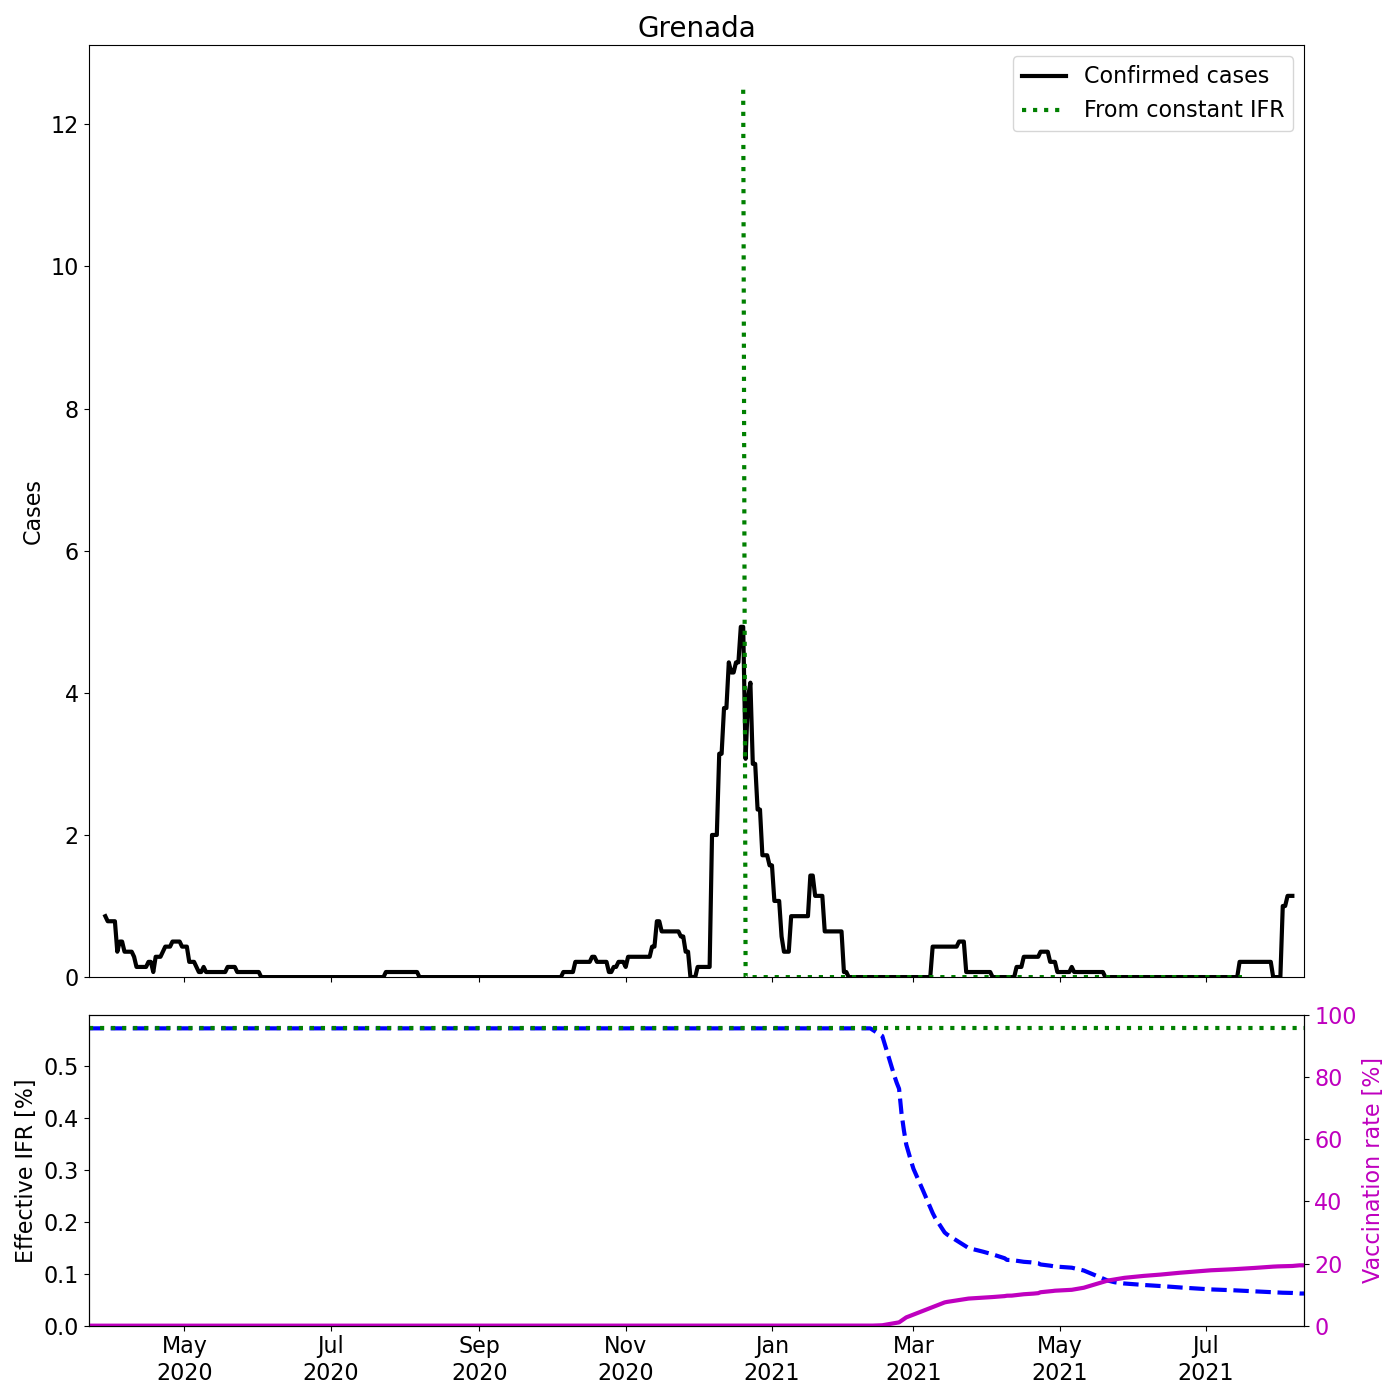 Grenada
Confirmed cases
From constant IFR
Cases
12
10
8
6
4
2
0
Effective IFR [%]
0.5
0.4
0.3
0.2
0.1
0.0
100
80
60
40
20
0
Vaccination rate [%]
May 2020
Jul 2020
Sep 2020
Nov 2020
Jan 2021
Mar 2021
May 2021
Jul 2021